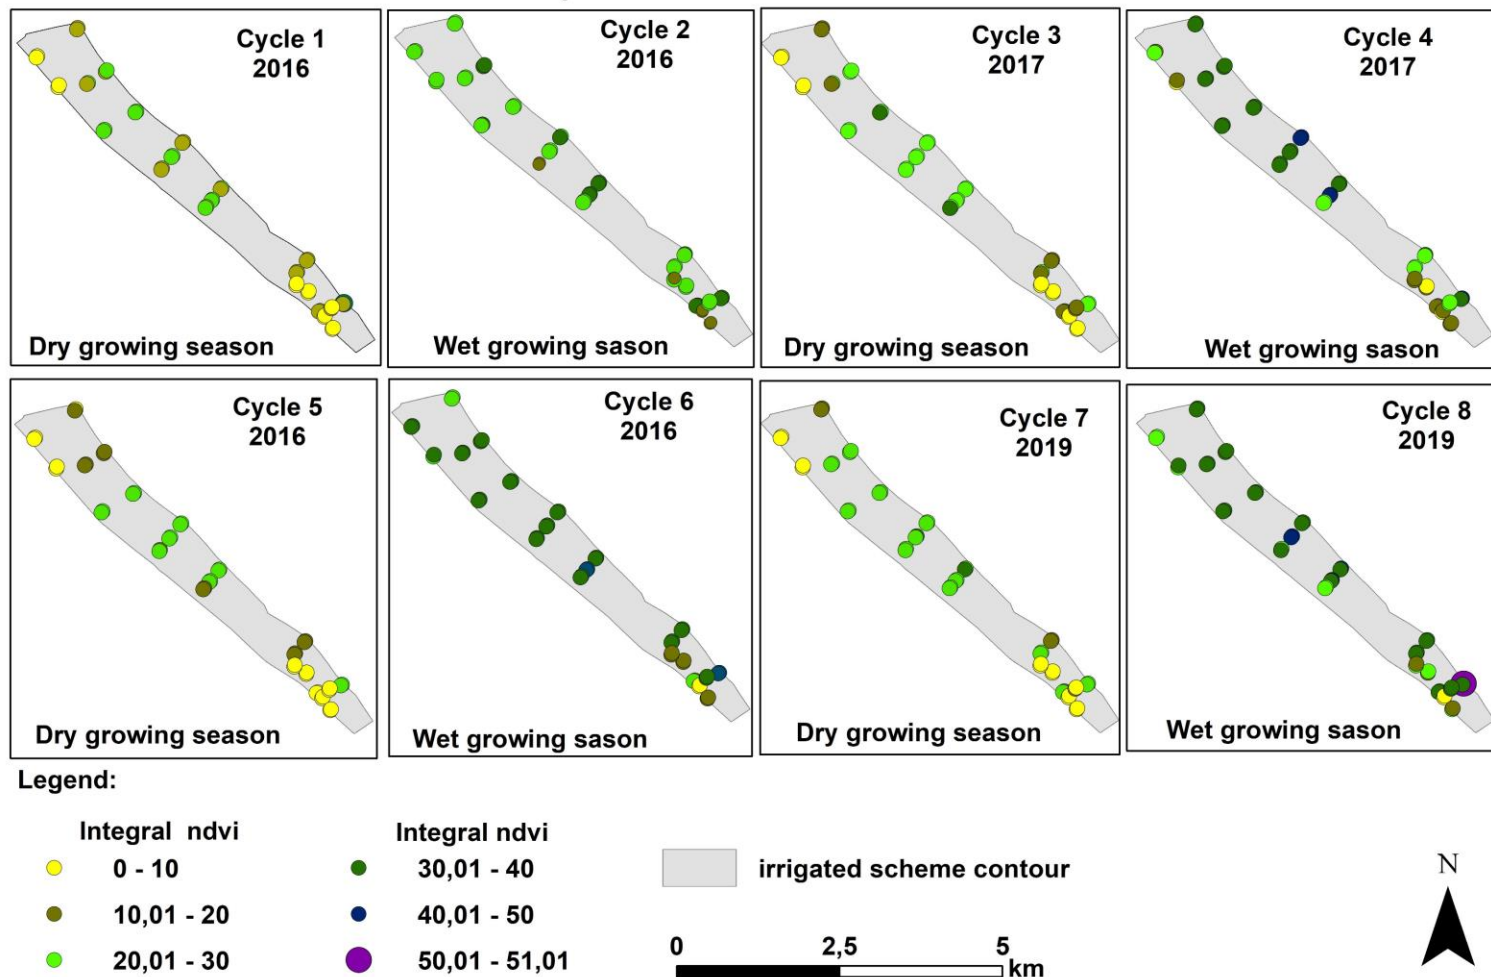 Cycle 1
2016
Dry growing season
Cycle 2
2016
Wet growing sason
Cycle 3
2017
Dry growing season
Cycle 4
2017
Wet growing sason
Cycle 5
2016
Dry growing season
Cycle 6
2016
Wet growing sason
Cycle 7
2019
Dry growing season
Cycle 8
2019
Wet growing sason
Legend:
Integral ndvi
0 - 10
10,01 - 20
20,01 - 30
Integral ndvi
30,01 - 40
40,01 - 50
50,01 - 51,01
irrigated scheme contour
0 2,5 5
km
N